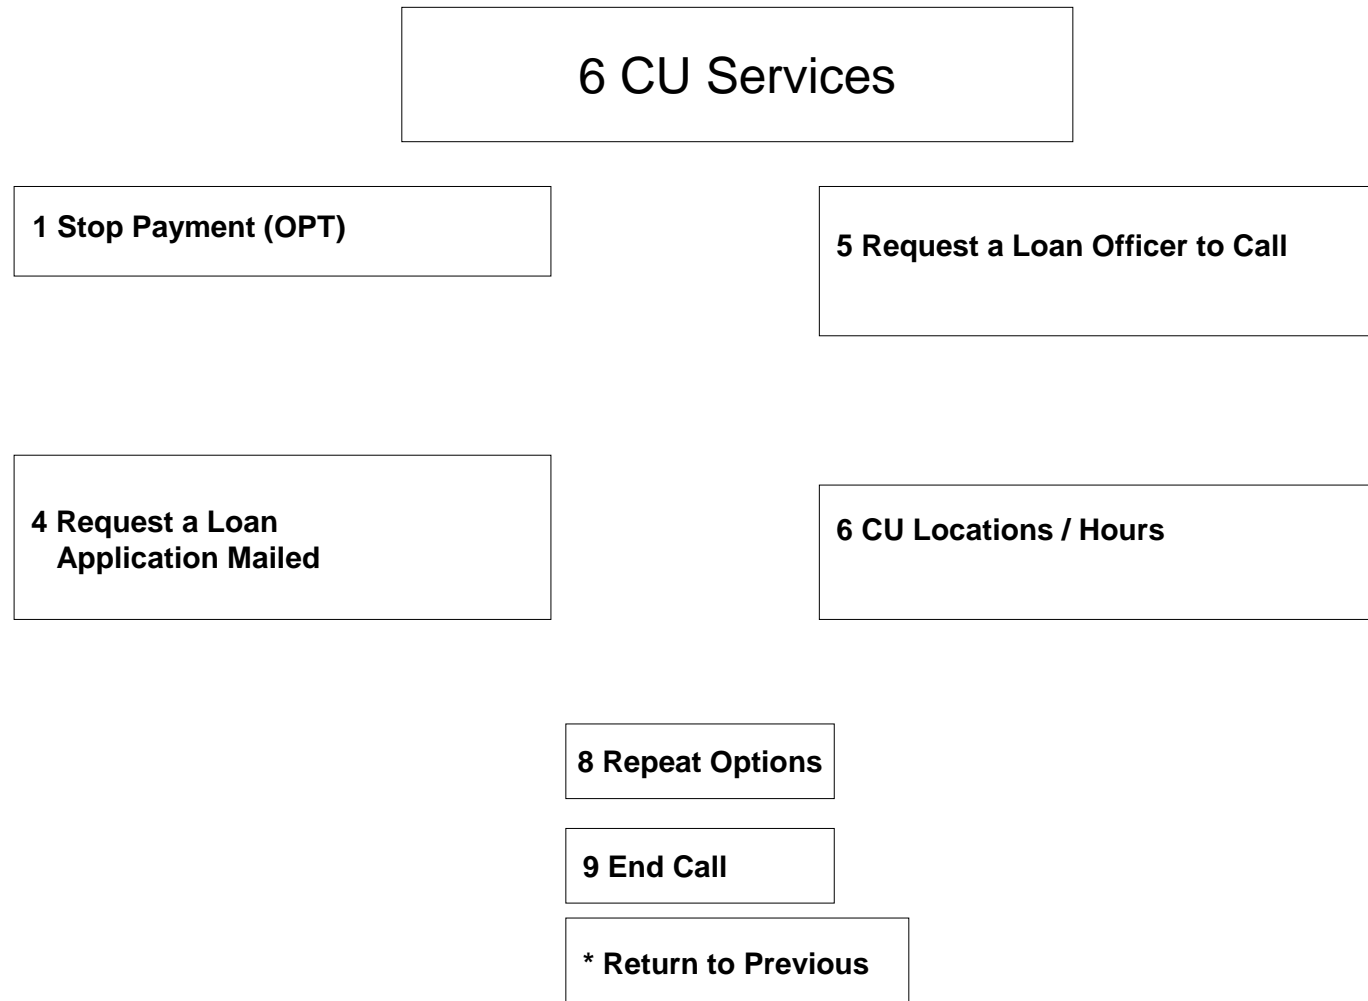 6 CU Services
1 Stop Payment (OPT)
5 Request a Loan Officer to Call
4 Request a Loan
Application Mailed
6 CU Locations / Hours
8 Repeat Options
9 End Call
* Return to Previous